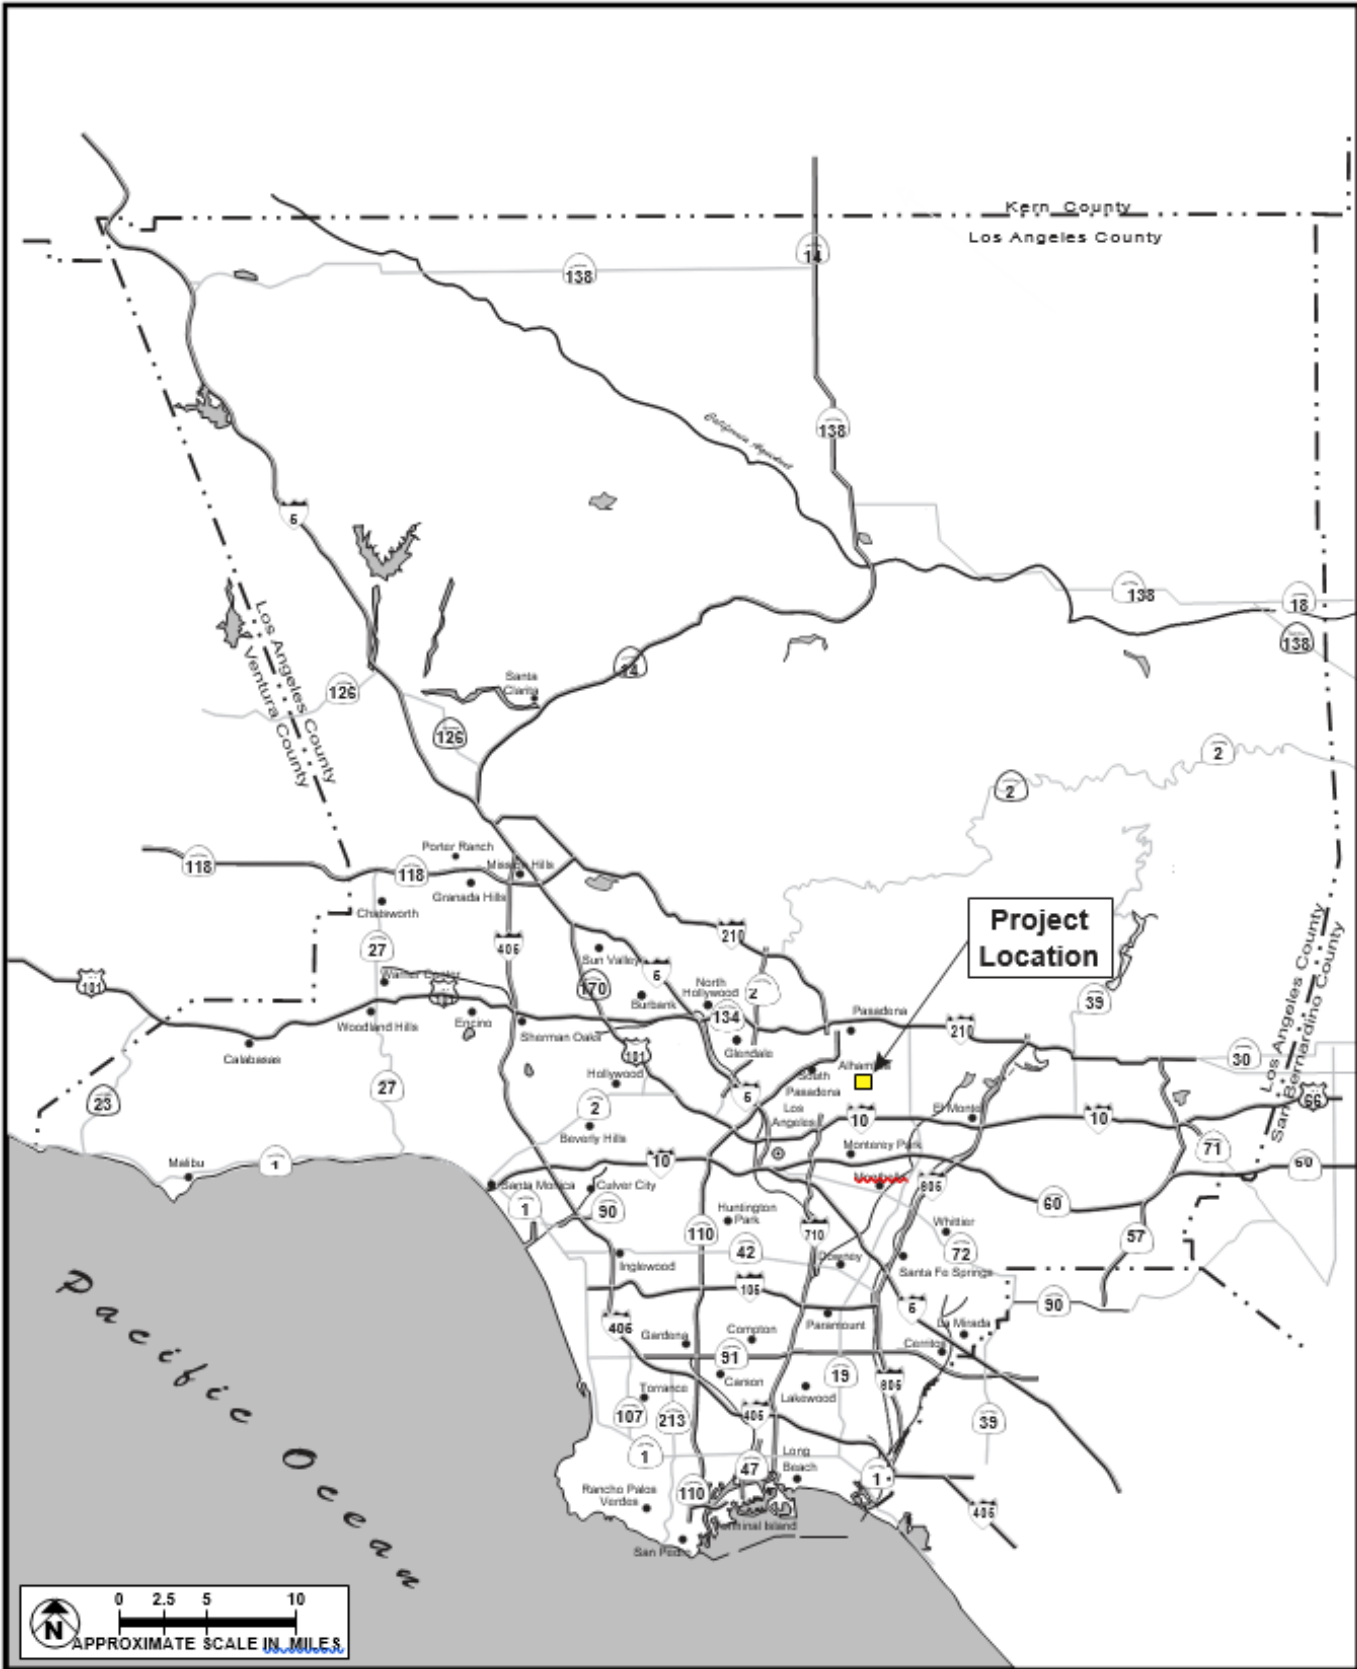 Kern County
Los Angeles County
14
138
California Aqueduct
138
5
138
18
138
Los Angeles County
Ventura County
14
Santa
Clarita
126
126
2
2
Porter Ranch
118
118
Mission Hills
Granada Hills
Chatsworth
Project
Location
210
405
27
Sun Valley
5
Warner Center
101
101
170
Burbank
North
Hollywood
2
39
Los Angeles County
San Bernardino County
134
Pasadena
210
Woodland Hills
Encino
Sherman Oaks
101
Glendale
30
Calabasas
Hollywood
South
Pasadena
Alhambra
27
23
5
66
2
Los
Angeles
10
El Monte
10
Beverly Hills
Monterey Park
71
Malibu
1
10
60
Santa Monica
Culver City
605
1
90
Huntington
Park
60
110
710
Whittier
57
42
72
Inglewood
Downey
Santa Fe Springs
105
5
90
405
Gardena
Compton
Paramount
La Mirada
Cerritos
91
Carson
19
605
Torrance
Lakewood
107
213
405
39
1
Long
Beach
47
1
Rancho Palos
Verdes
110
405
Terminal Island
San Pedro
Pacific Ocean
0 2.5 5 10
N
APPROXIMATE SCALE IN MILES